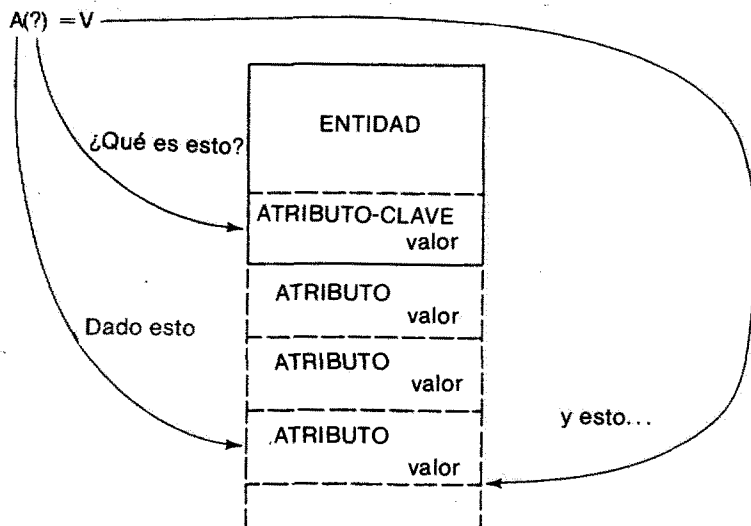 A(?) = V
ENTIDAD
¿Qué es esto?
ATRIBUTO-CLAVE
valor
ATRIBUTO
valor
Dado esto
ATRIBUTO
valor
ATRIBUTO
valor
y esto...